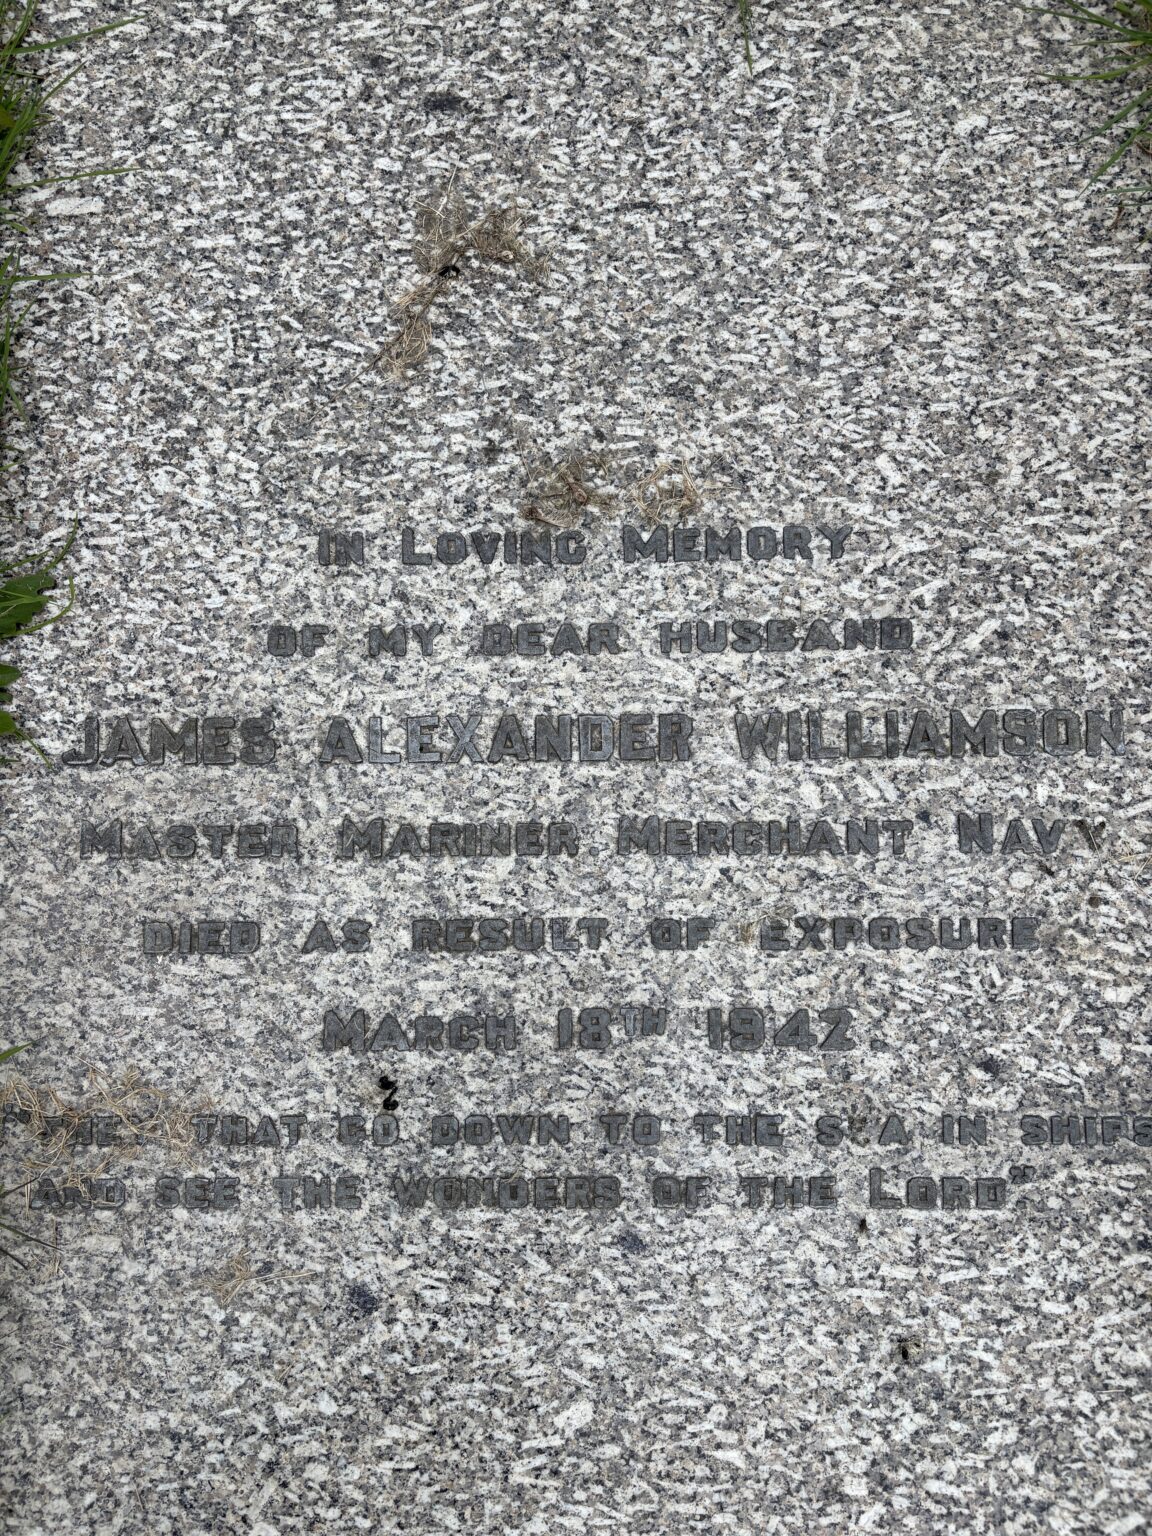 In Loving Memory
OF MY DEAR HUSBAND
JAMES ALEXANDER WILLIAMSON
Master Mariner. Merchant Navy
DIED AS RESULT OF EXPOSURE
March 18TH 1942.
THAT GO DOWN TO THE S A IN SHIPS
AND SEE THE WONDERS OF THE Lord"